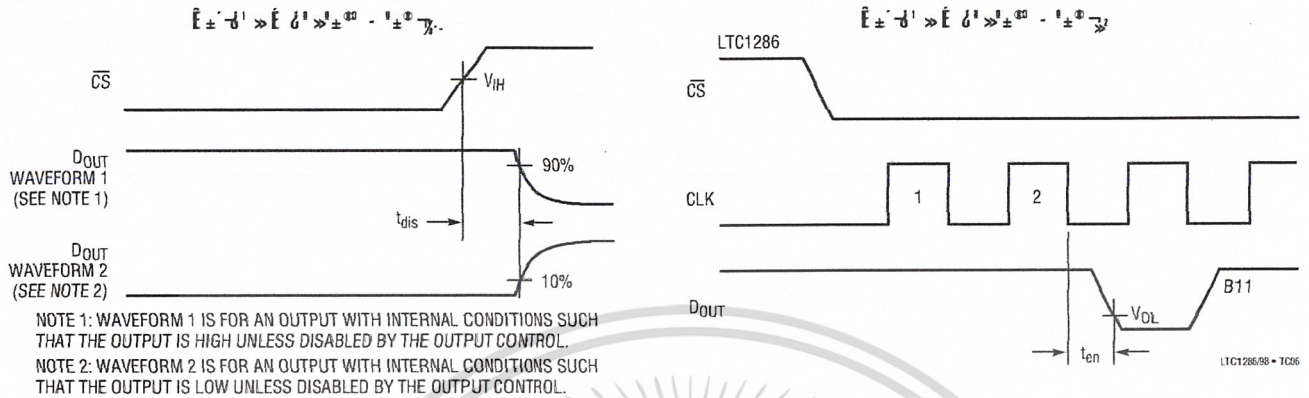 CS
VIH
DOUT
WAVEFORM 1
(SEE NOTE 1)
90%
tdis
DOUT
WAVEFORM 2
(SEE NOTE 2)
10%
NOTE 1: WAVEFORM 1 IS FOR AN OUTPUT WITH INTERNAL CONDITIONS SUCH
THAT THE OUTPUT IS HIGH UNLESS DISABLED BY THE OUTPUT CONTROL.
NOTE 2: WAVEFORM 2 IS FOR AN OUTPUT WITH INTERNAL CONDITIONS SUCH
THAT THE OUTPUT IS LOW UNLESS DISABLED BY THE OUTPUT CONTROL.
LTC1286
CS
CLK
1
2
DOUT
VOL
B11
ten
LTC1286/98 • TC06